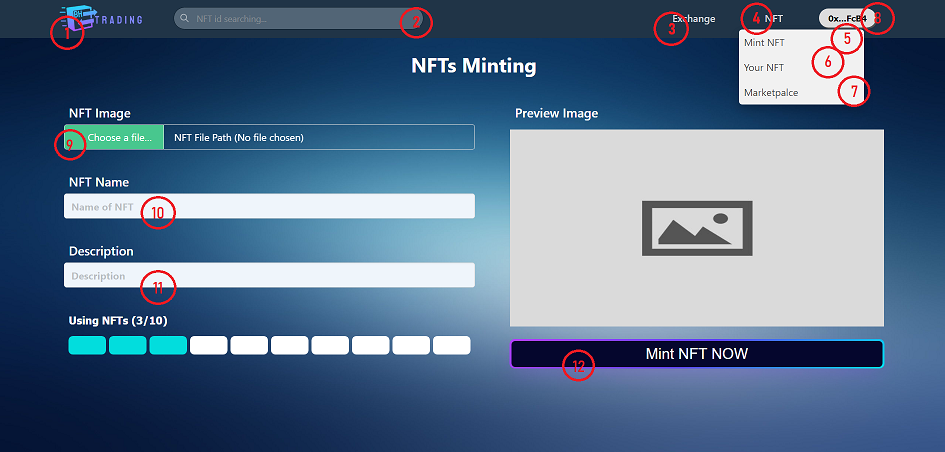 TRADING
NFT id searching...
Exchange
NFT
0x...FcB4
1
2
3
4
8
Mint NFT
5
Your NFT
6
Marketpalce
7
NFTs Minting
NFT Image
Choose a file...
NFT File Path (No file chosen)
9
NFT Name
Name of NFT
10
Description
Description
11
Using NFTs (3/10)
Preview Image
Mint NFT NOW
12